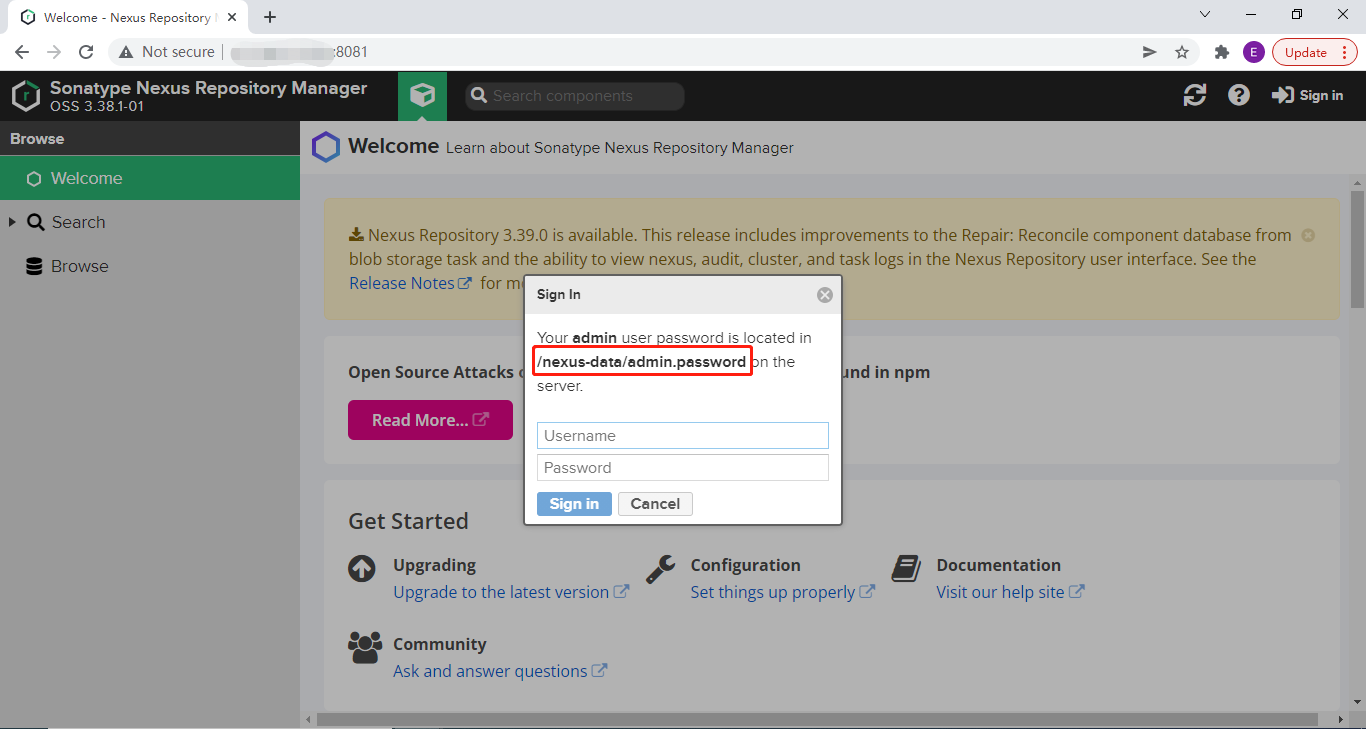 Welcome - Nexus Repository
Not secure
:8081
E
Update
Sonatype Nexus Repository Manager
OSS 3.38.1-01
Search components
Sign in
Browse
Welcome
Search
Browse
Welcome Learn about Sonatype Nexus Repository Manager
Nexus Repository 3.39.0 is available. This release includes improvements to the Repair: Reconcile component database from
blob storage task and the ability to view nexus, audit, cluster, and task logs in the Nexus Repository user interface. See the
Release Notes for
Sign In
Your admin user password is located in
/nexus-data/admin.password on the
server.
Username
Password
Sign in
Cancel
Open Source Attacks
in npm
Read More...
Get Started
Upgrading
Upgrade to the latest version
Configuration
Set things up properly
Documentation
Visit our help site
Community
Ask and answer questions